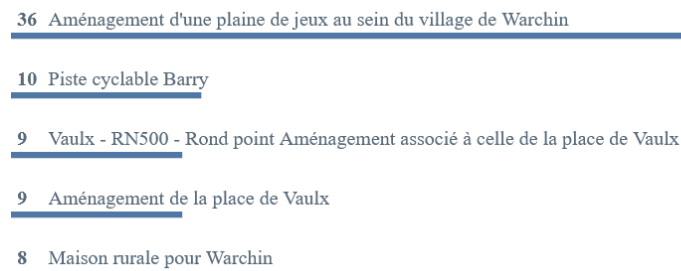 36 Aménagement d'une plaine de jeux au sein du village de Warchin
10 Piste cyclable Barry
9 Vaulx - RN500 - Rond point Aménagement associé à celle de la place de Vaulx
9 Aménagement de la place de Vaulx
8 Maison rurale pour Warchin